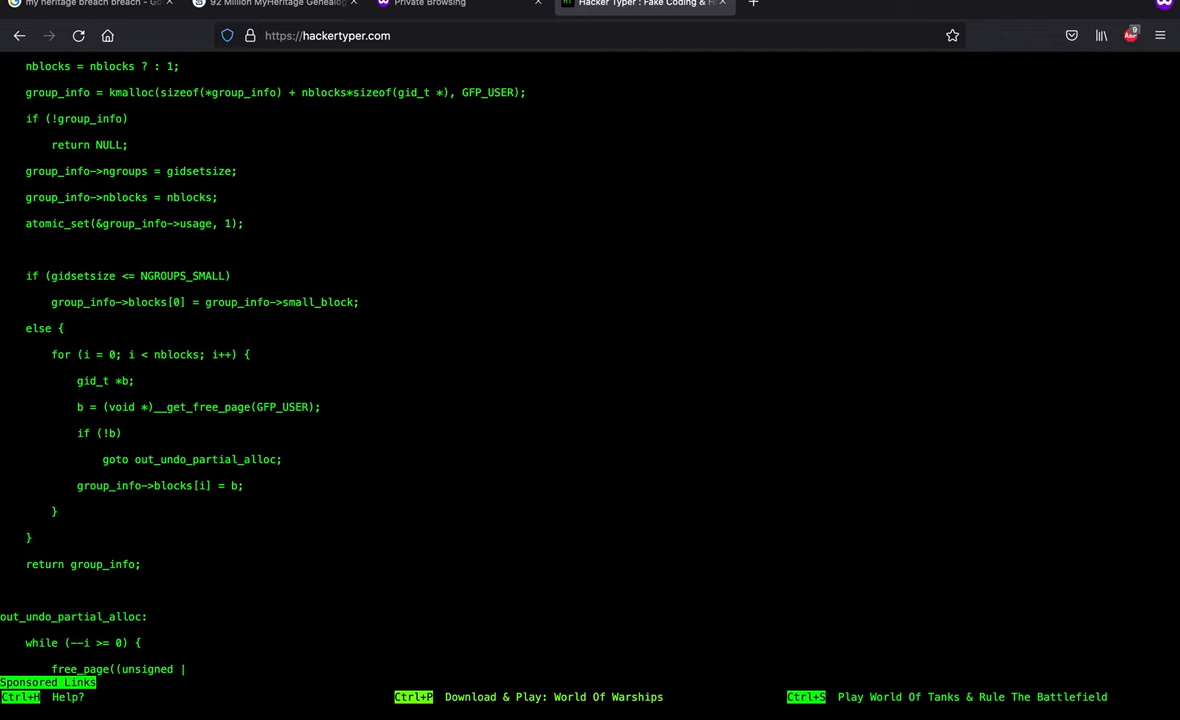 my heritage breach breach - Go
92 Million MyHeritage Genealog
Private Browsing
Hacker Typer : Fake Coding & H
https://hackertyper.com
9
nblocks = nblocks ? : 1;
group_info = kmalloc(sizeof(*group_info) + nblocks*sizeof(gid_t *), GFP_USER);
if (!group_info)
return NULL;
group_info->ngroups = gidsetsize;
group_info->nblocks = nblocks;
atomic_set(&group_info->usage, 1);
if (gidsetsize <= NGROUPS_SMALL)
group_info->blocks[0] = group_info->small_block;
else {
for (i = 0; i < nblocks; i++) {
gid_t *b;
b = (void *)__get_free_page(GFP_USER);
if (!b)
goto out_undo_partial_alloc;
group_info->blocks[i] = b;
}
}
return group_info;
out_undo_partial_alloc:
while (--i >= 0) {
free_page((unsigned |
Sponsored Links
Ctrl+H Help? Ctrl+P Download & Play: World Of Warships Ctrl+S Play World Of Tanks & Rule The Battlefield